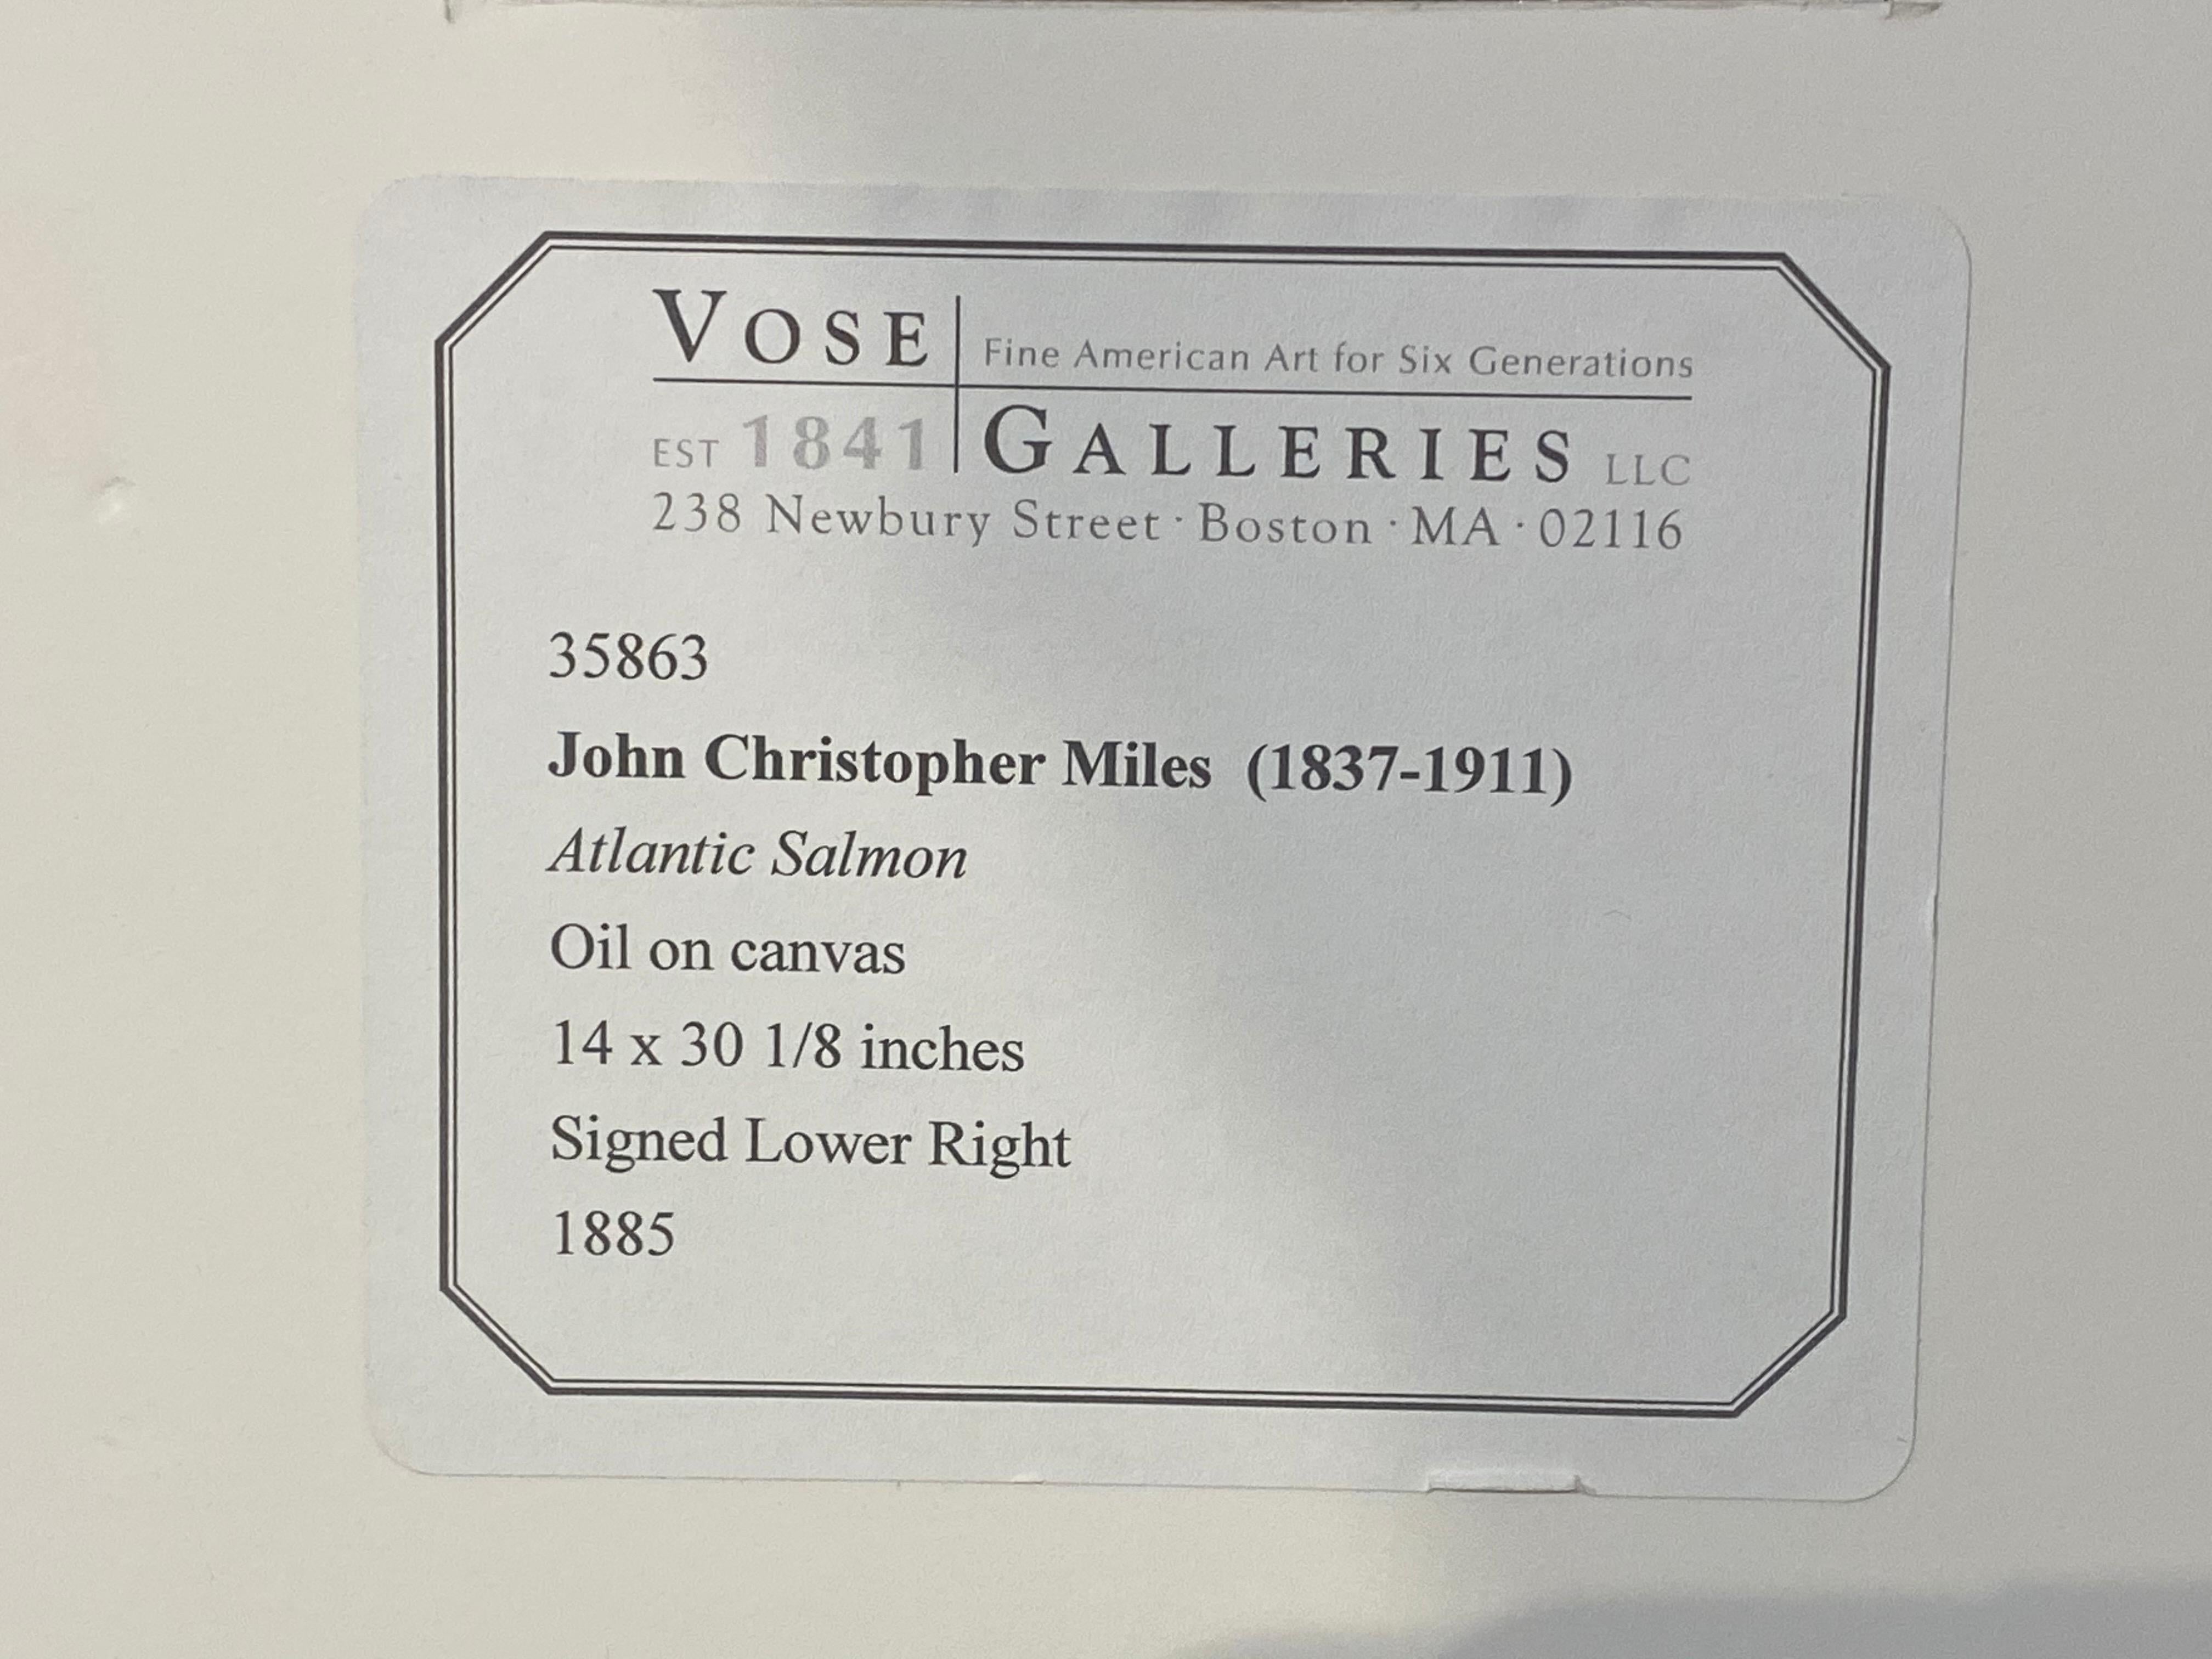 VOSE Fine American Art for Six Generations
EST 1841 GALLERIES LLC
238 Newbury Street · Boston · MA · 02116
35863
John Christopher Miles (1837-1911)
Atlantic Salmon
Oil on canvas
14 x 30 1/8 inches
Signed Lower Right
1885